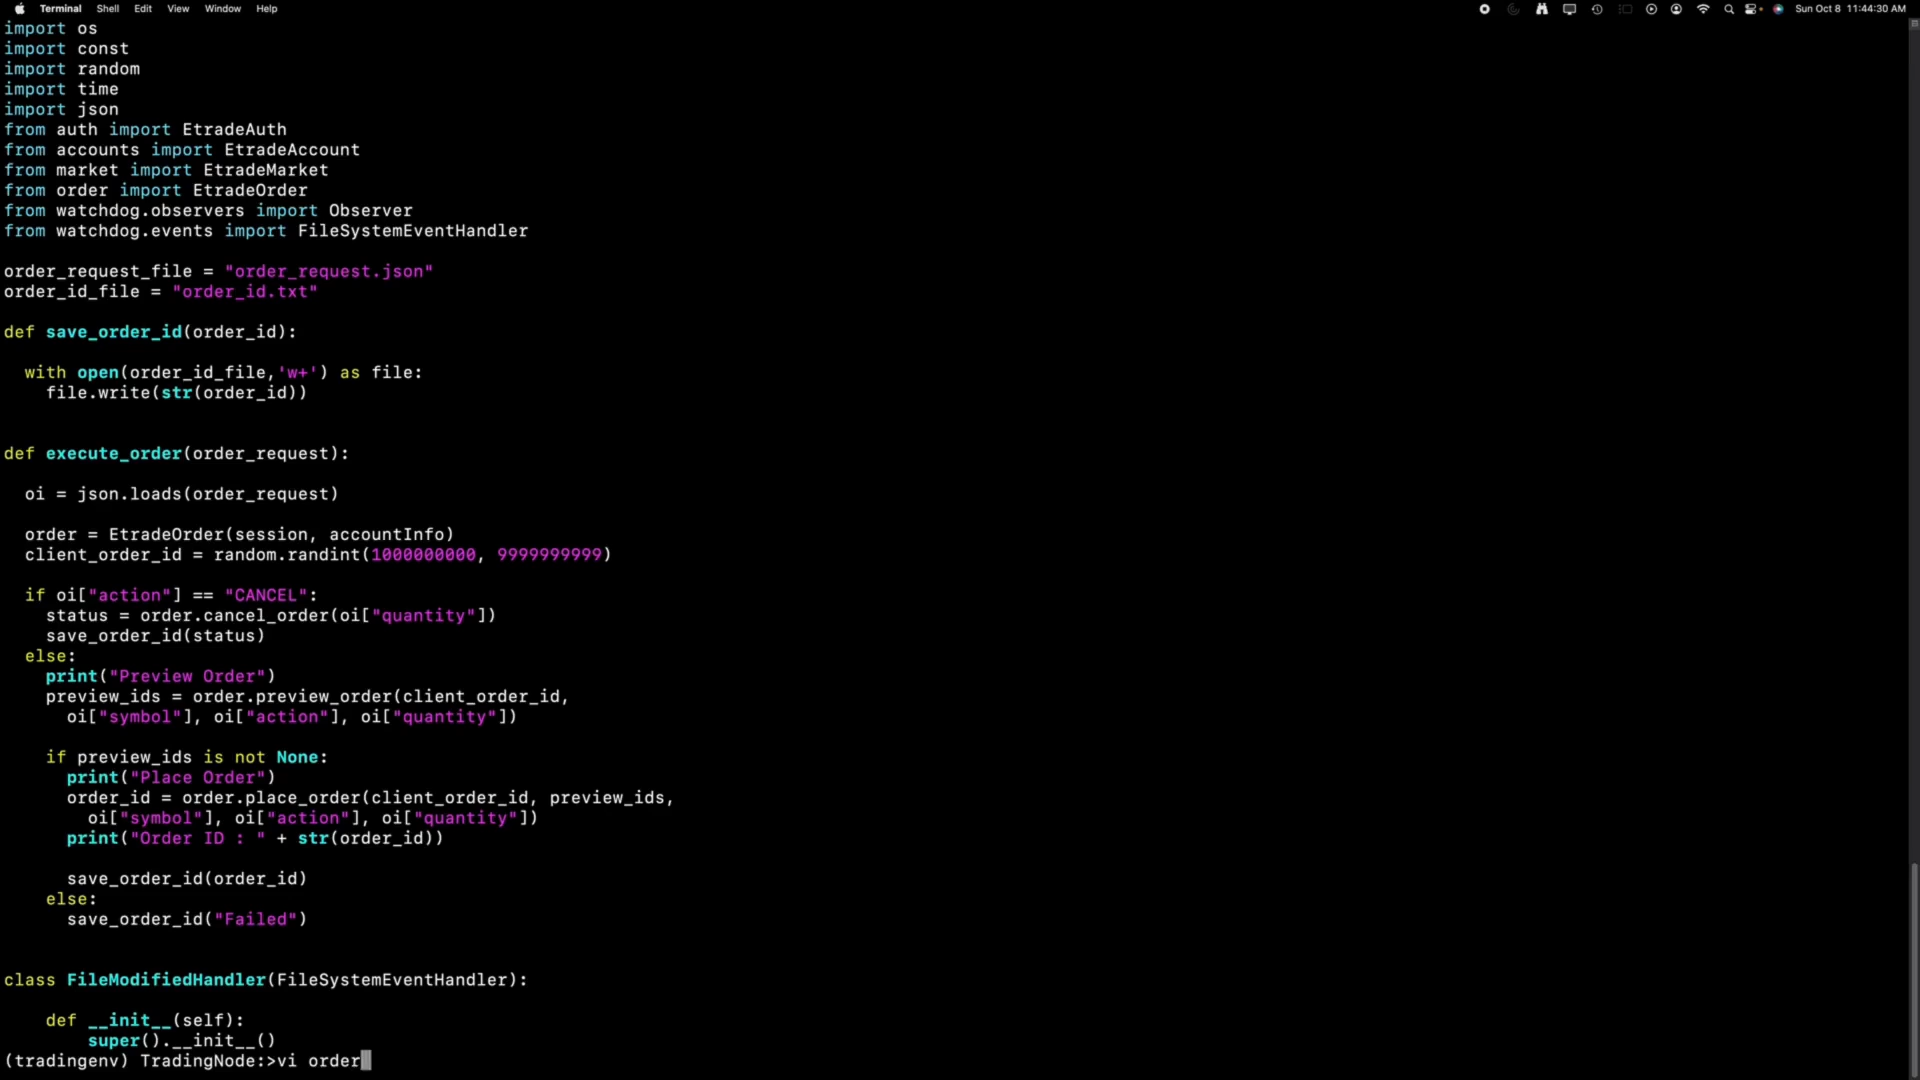 Terminal Shell Edit View Window Help Sun Oct 8 11:44:30 AM
import os
import const
import random
import time
import json
from auth import EtradeAuth
from accounts import EtradeAccount
from market import EtradeMarket
from order import EtradeOrder
from watchdog.observers import Observer
from watchdog.events import FileSystemEventHandler

order_request_file = "order_request.json"
order_id_file = "order_id.txt"

def save_order_id(order_id):

  with open(order_id_file,'w+') as file:
    file.write(str(order_id))


def execute_order(order_request):

  oi = json.loads(order_request)

  order = EtradeOrder(session, accountInfo)
  client_order_id = random.randint(1000000000, 9999999999)

  if oi["action"] == "CANCEL":
    status = order.cancel_order(oi["quantity"])
    save_order_id(status)
  else:
    print("Preview Order")
    preview_ids = order.preview_order(client_order_id,
      oi["symbol"], oi["action"], oi["quantity"])

    if preview_ids is not None:
      print("Place Order")
      order_id = order.place_order(client_order_id, preview_ids,
        oi["symbol"], oi["action"], oi["quantity"])
      print("Order ID : " + str(order_id))

      save_order_id(order_id)
    else:
      save_order_id("Failed")


class FileModifiedHandler(FileSystemEventHandler):

    def __init__(self):
        super().__init__()
(tradingenv) TradingNode:>vi order